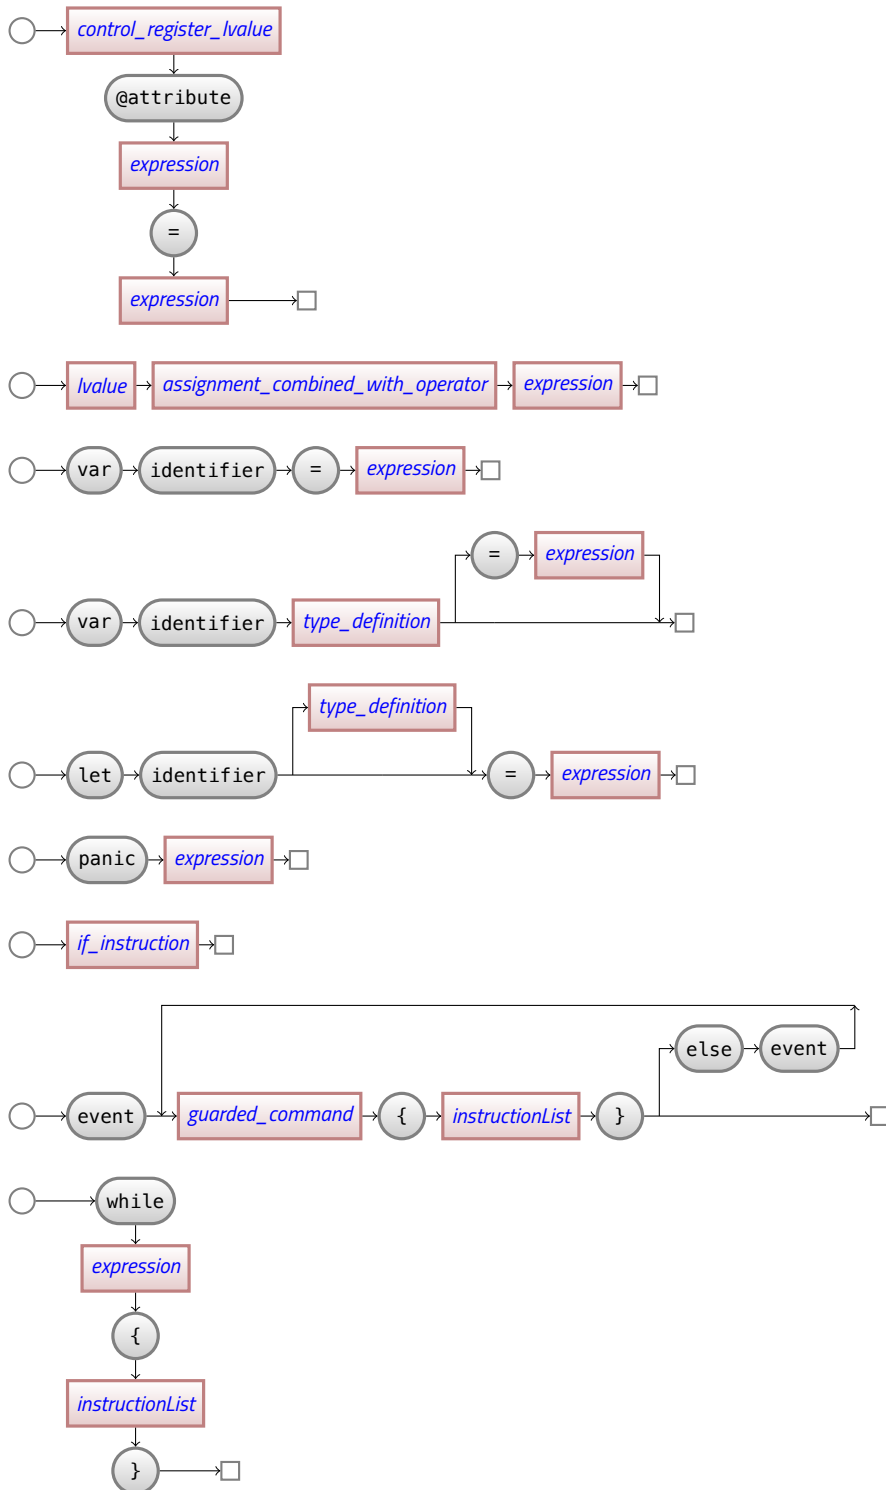 control_register_lvalue
@attribute
expression
=
expression
lvalue assignment_combined_with_operator expression
var identifier = expression
= expression
var identifier type_definition
type_definition
let identifier = expression
panic expression
if_instruction
else event
event guarded_command { instructionList }
while
expression
{
instructionList
}